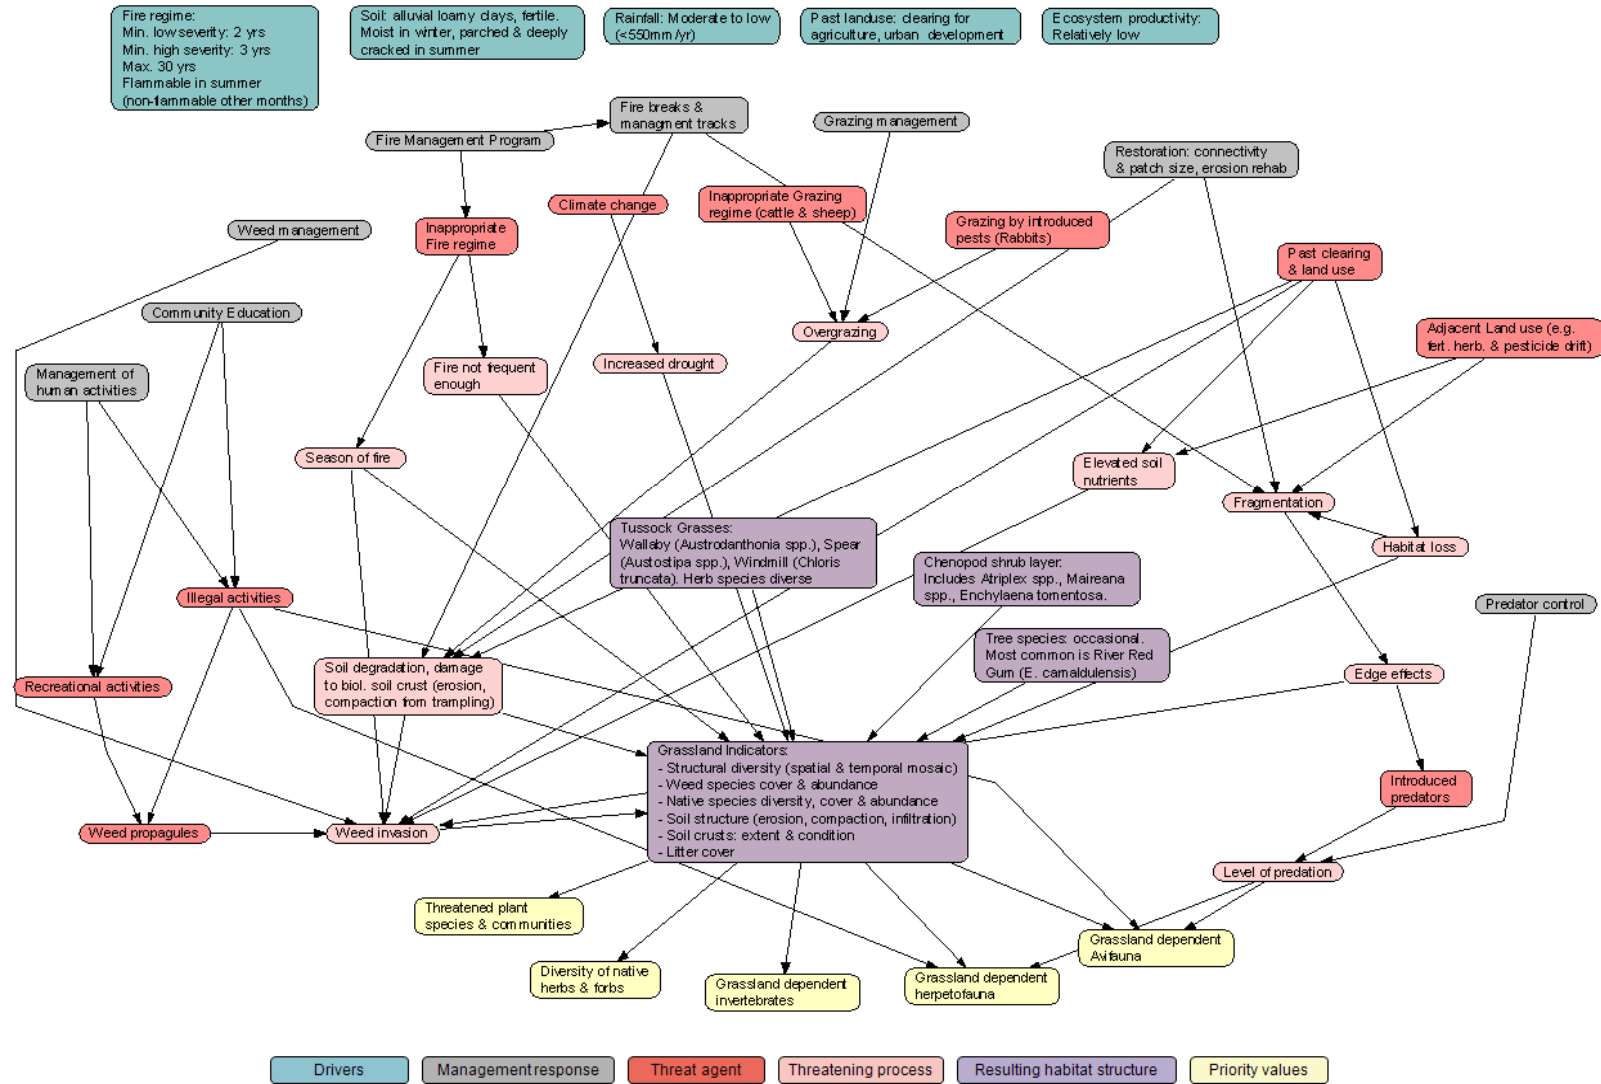 Fire regime:
Min. low severity: 2 yrs
Min. high severity: 3 yrs
Max. 30 yrs
Flammable in summer
(non-flammable other months)
Soil: alluvial loamy clays, fertile.
Moist in winter, parched & deeply
cracked in summer
Rainfall: Moderate to low
(<550mm /yr)
Past landuse: clearing for
agriculture, urban development
Ecosystem productivity:
Relatively low
Fire breaks &
managment tracks
Fire Management Program
Grazing management
Restoration: connectivity
& patch size, erosion rehab
Climate change
Inappropriate Grazing
regime (cattle & sheep)
Grazing by introduced
pests (Rabbits)
Weed management
Inappropriate
Fire regime
Past clearing
& land use
Community Education
Overgrazing
Adjacent Land use (e.g.
fert. herb. & pesticide drift)
Management of
human activities
Fire not frequent
enough
Increased drought
Season of fire
Elevated soil
nutrients
Fragmentation
Habitat loss
Tussock Grasses:
Wallaby (Austrodanthonia spp.), Spear
(Austostipa spp.), Windmill (Chloris
truncata). Herb species diverse
Chenopod shrub layer:
Includes Atriplex spp., Maireana
spp., Enchylaena tomentosa.
Illegal activities
Predator control
Tree species: occasional.
Most common is River Red
Gum (E. camaldulensis)
Recreational activities
Soil degradation, damage
to biol. soil crust (erosion,
compaction from trampling)
Edge effects
Grassland Indicators:
- Structural diversity (spatial & temporal mosaic)
- Weed species cover & abundance
- Native species diversity, cover & abundance
- Soil structure (erosion, compaction, infiltration)
- Soil crusts: extent & condition
- Litter cover
Introduced
predators
Weed propagules
Weed invasion
Level of predation
Threatened plant
species & communities
Grassland dependent
Avifauna
Diversity of native
herbs & forbs
Grassland dependent
invertebrates
Grassland dependent
herpetofauna
Drivers
Management response
Threat agent
Threatening process
Resulting habitat structure
Priority values